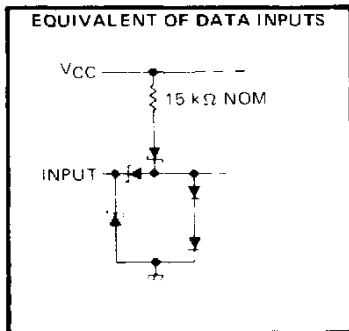 EQUIVALENT OF DATA INPUTS
VCC
15 kΩ NOM
INPUT